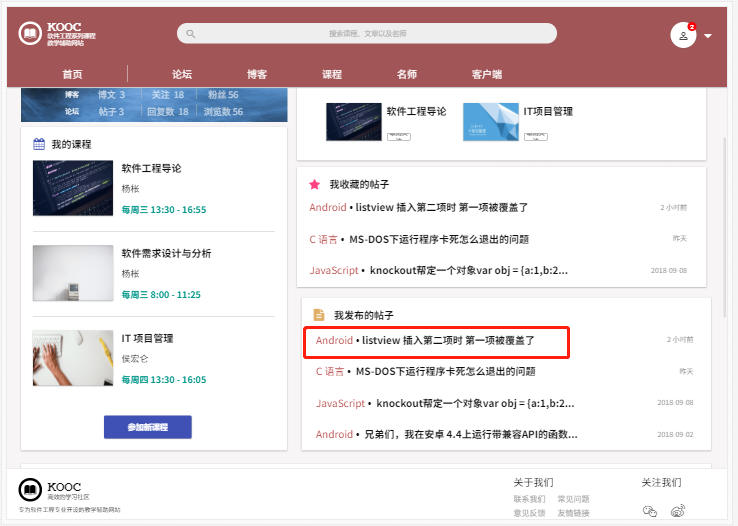 KOOC
软件工程系列课程
教学辅助网站
搜索课程、文章以及名师
2
首页 论坛 博客 课程 名师 客户端
博客 博文 3 关注 18 粉丝 56
论坛 帖子 3 回复数 18 浏览数 56
软件工程导论 IT项目管理
我的课程
软件工程导论
杨枨
每周三 13:30 - 16:55
软件需求设计与分析
杨枨
每周三 8:00 - 11:25
IT 项目管理
侯宏仑
每周四 13:30 - 16:05
参加新课程
我收藏的帖子
Android • listview 插入第二项时 第一项被覆盖了 2 小时前
C 语言 • MS-DOS下运行程序卡死怎么退出的问题 昨天
JavaScript • knockout帮定一个对象var obj = {a:1,b:2... 2018 09 08
我发布的帖子
Android • listview 插入第二项时 第一项被覆盖了 2 小时前
C 语言 • MS-DOS下运行程序卡死怎么退出的问题 昨天
JavaScript • knockout帮定一个对象var obj = {a:1,b:2... 2018 09 08
Android • 兄弟们，我在安卓 4.4上运行带兼容API的函数... 2018 09 02
KOOC
高效的学习社区
专为软件工程专业开设的教学辅助网站
关于我们 关注我们
联系我们 常见问题
意见反馈 友情链接